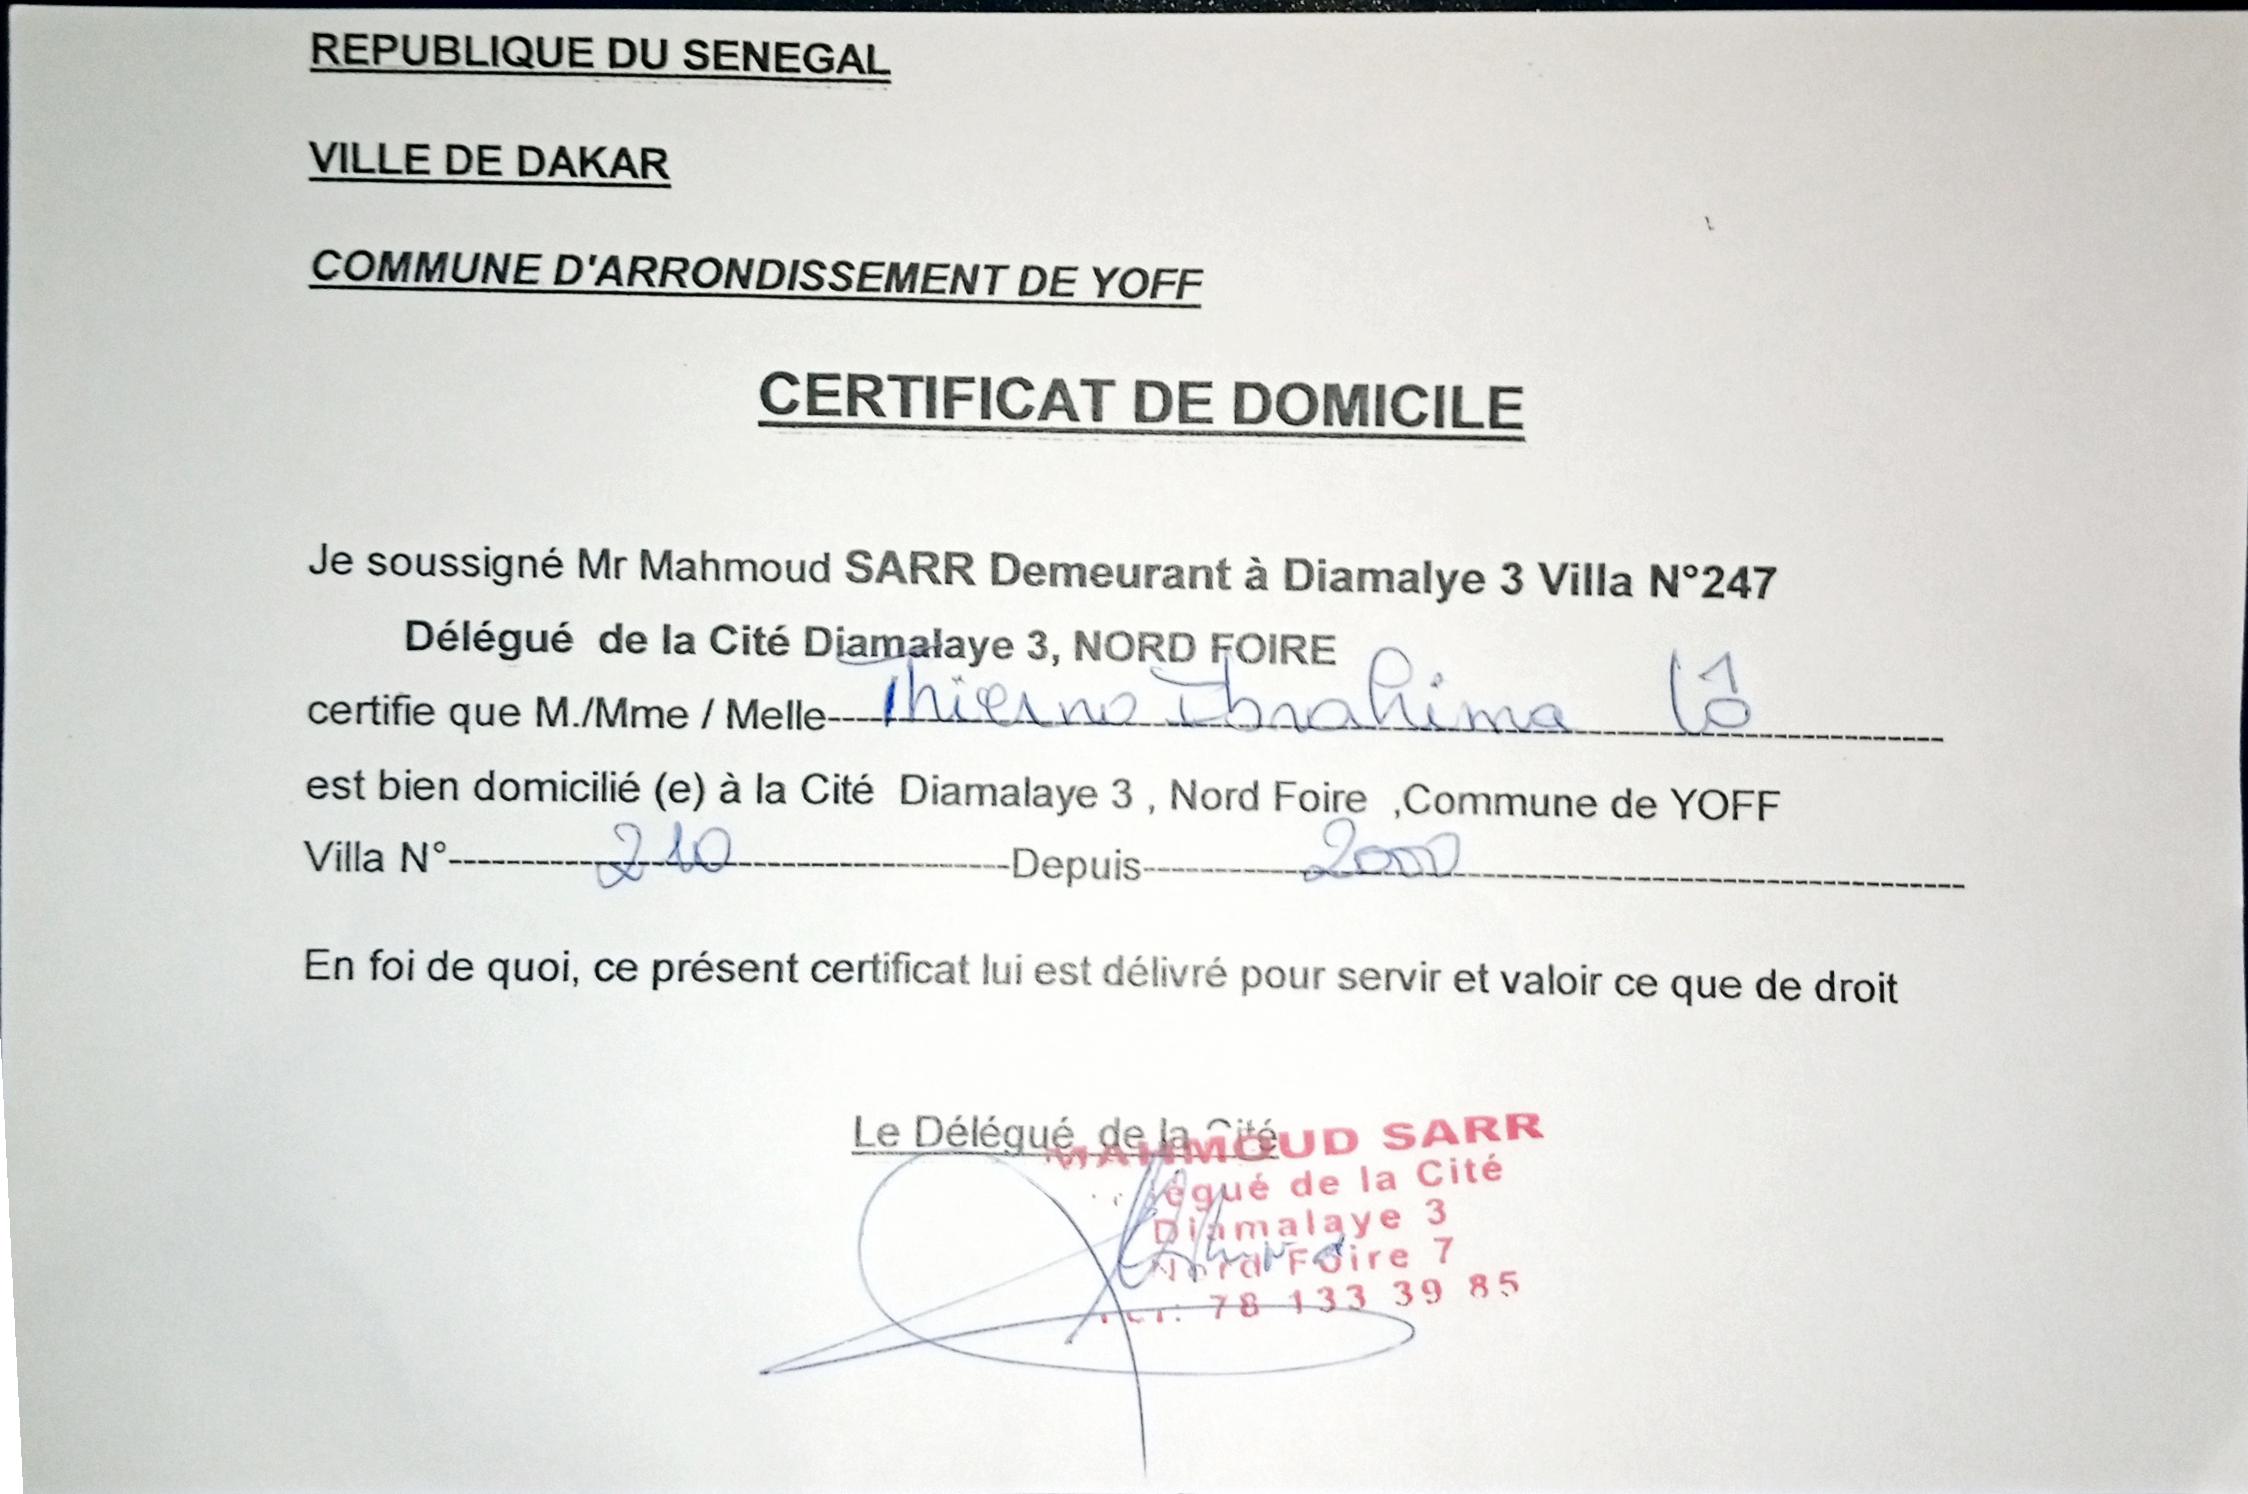 REPUBLIQUE DU SENEGAL
VILLE DE DAKAR
COMMUNE D'ARRONDISSEMENT DE YOFF
CERTIFICAT DE DOMICILE
Je soussigné Mr Mahmoud SARR Demeurant à Diamalye 3 Villa N°247
Délégué de la Cité Diamalaye 3, NORD FOIRE
certifie que M./Mme / Melle Thierno Ibrahima Lô
est bien domicilié (e) à la Cité Diamalaye 3 , Nord Foire ,Commune de YOFF
Villa N° 210 Depuis 2000
En foi de quoi, ce présent certificat lui est délivré pour servir et valoir ce que de droit
Le Délégué de la Cité
MAHMOUD SARR
de la Cité
Diamalaye 3
Nord Foire 7
78 133 39 85